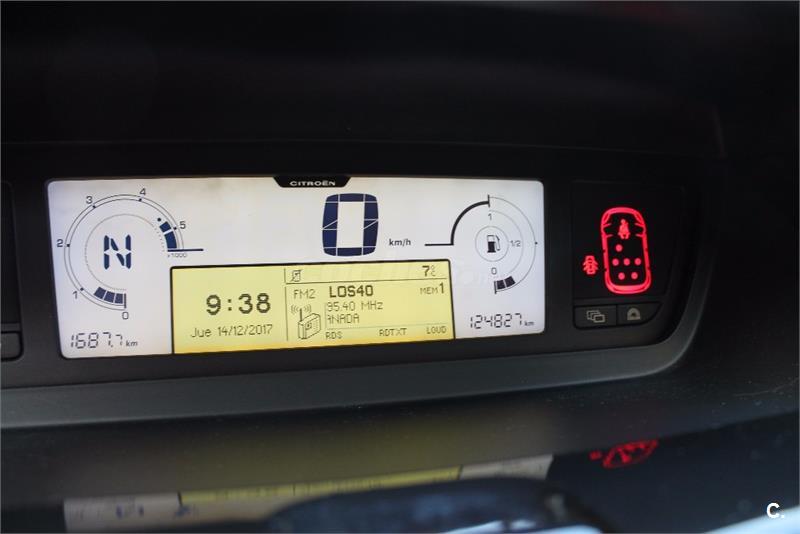 CITROËN
4
3
5
2
1
0
x1000
N
0
km/h
1
1/2
0
7°C
9:38
FM2 LOS40 MEM1
95.40 MHz
Jue 14/12/2017
RDS RDTXT LOUD
1687.7 km
124827 km
C.